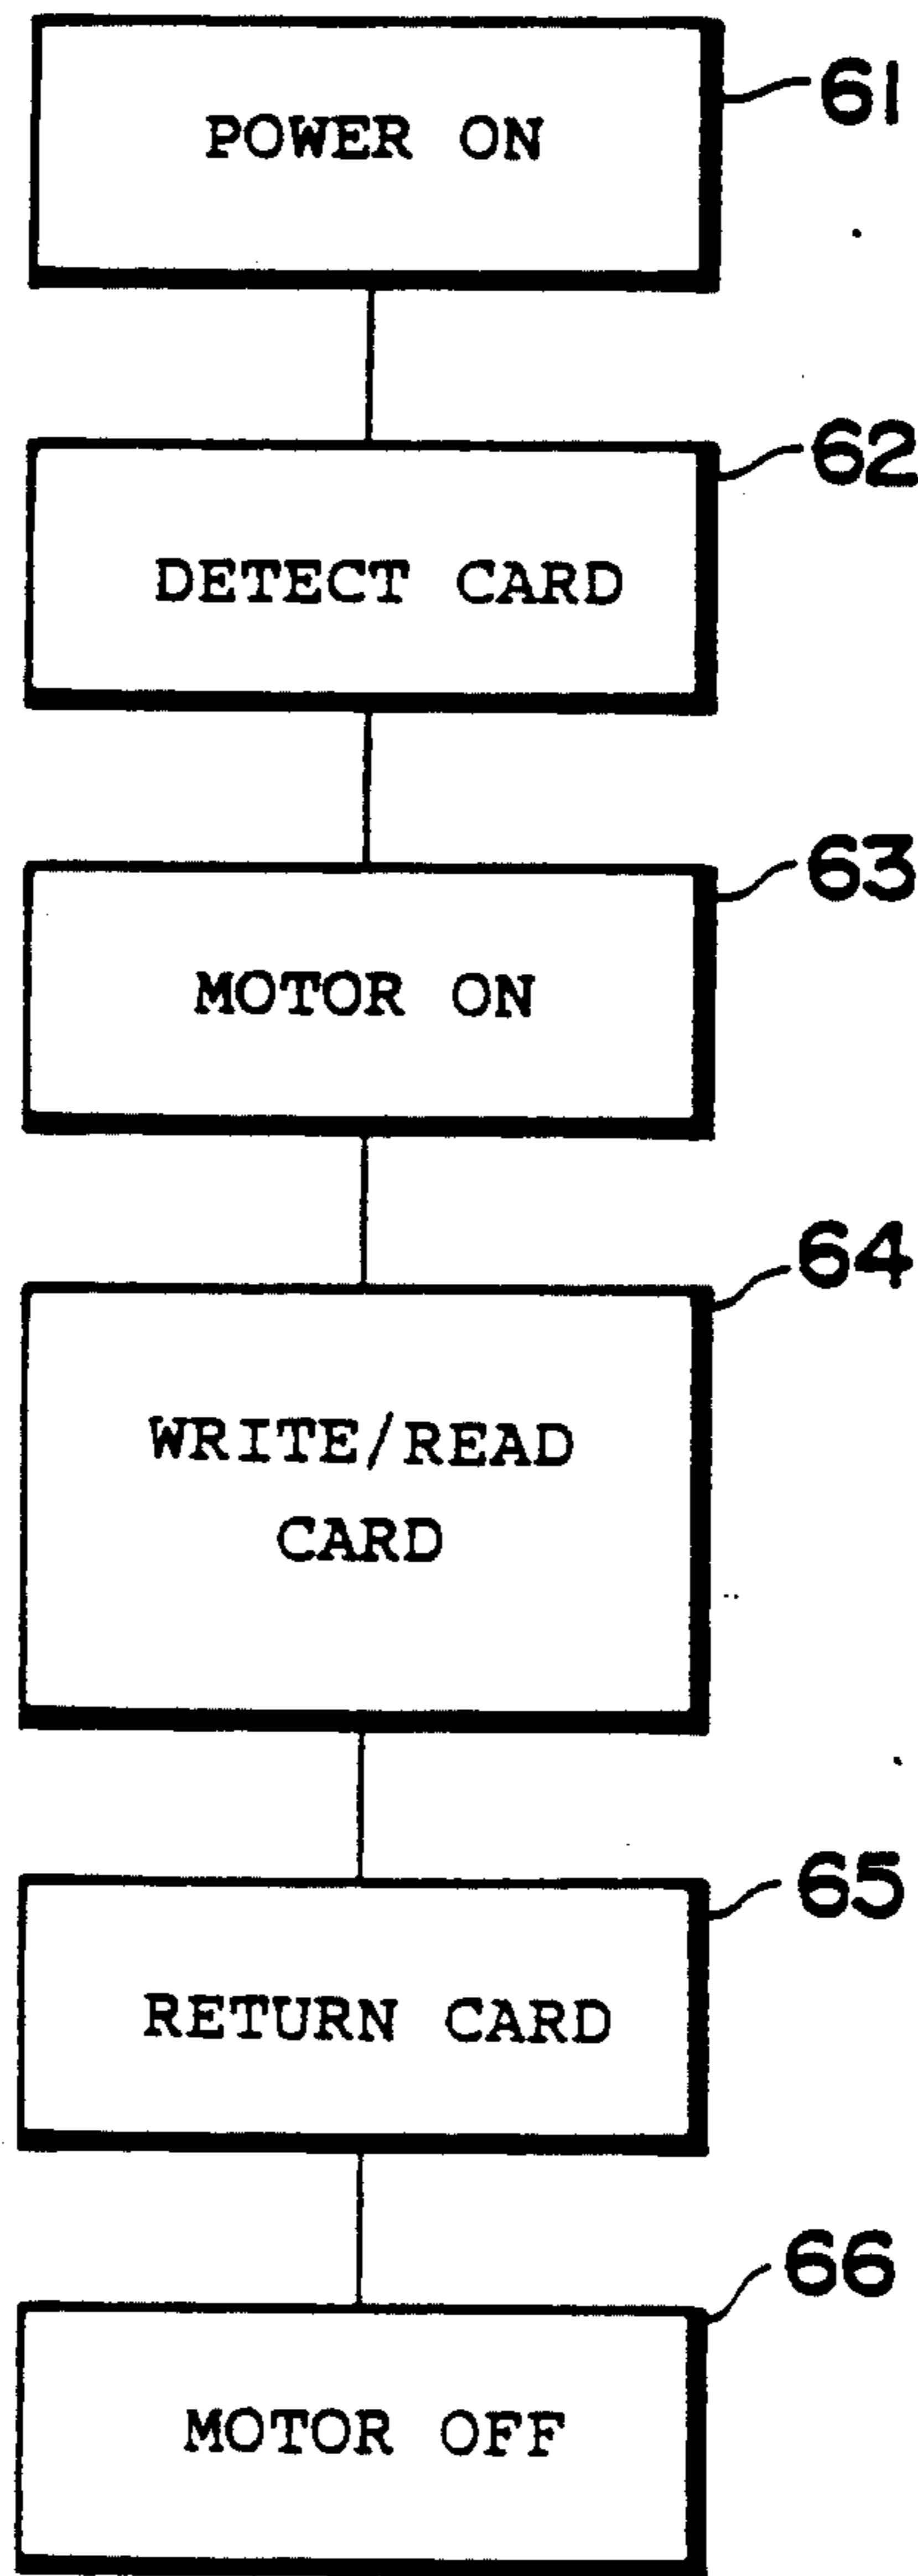 POWER ON
61
DETECT CARD
62
MOTOR ON
63
WRITE/READ
CARD
64
RETURN CARD
65
MOTOR OFF
66